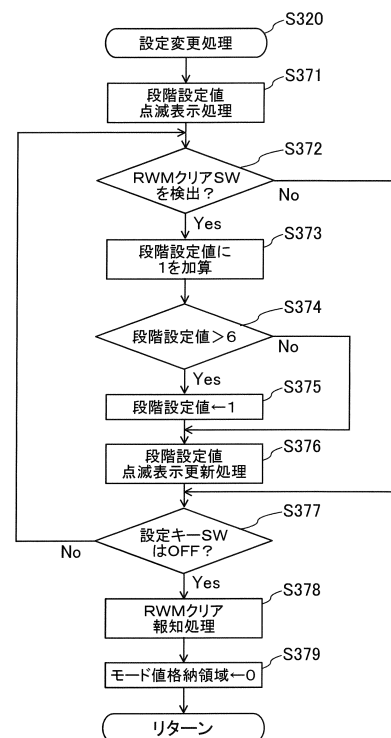 S320
設定変更処理
S371
段階設定値
点滅表示処理
S372
RWMクリアSW
を検出？
No
Yes
S373
段階設定値に
1を加算
S374
段階設定値＞6
No
Yes
S375
段階設定値←1
S376
段階設定値
点滅表示更新処理
S377
設定キーSW
はOFF？
No
Yes
S378
RWMクリア
報知処理
S379
モード値格納領域←0
リターン